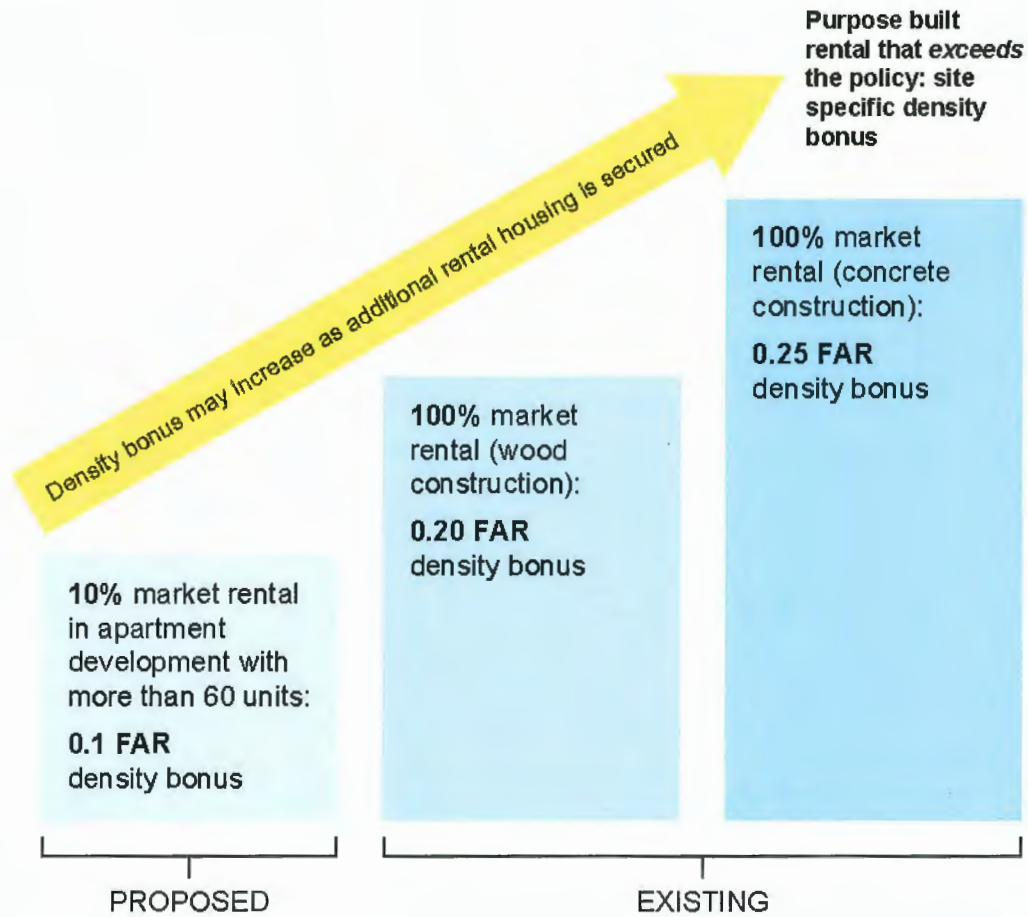 Purpose built
rental that exceeds
the policy: site
specific density
bonus
Density bonus may increase as additional rental housing is secured
100% market
rental (concrete
construction):
0.25 FAR
density bonus
100% market
rental (wood
construction):
0.20 FAR
density bonus
10% market rental
in apartment
development with
more than 60 units:
0.1 FAR
density bonus
PROPOSED
EXISTING